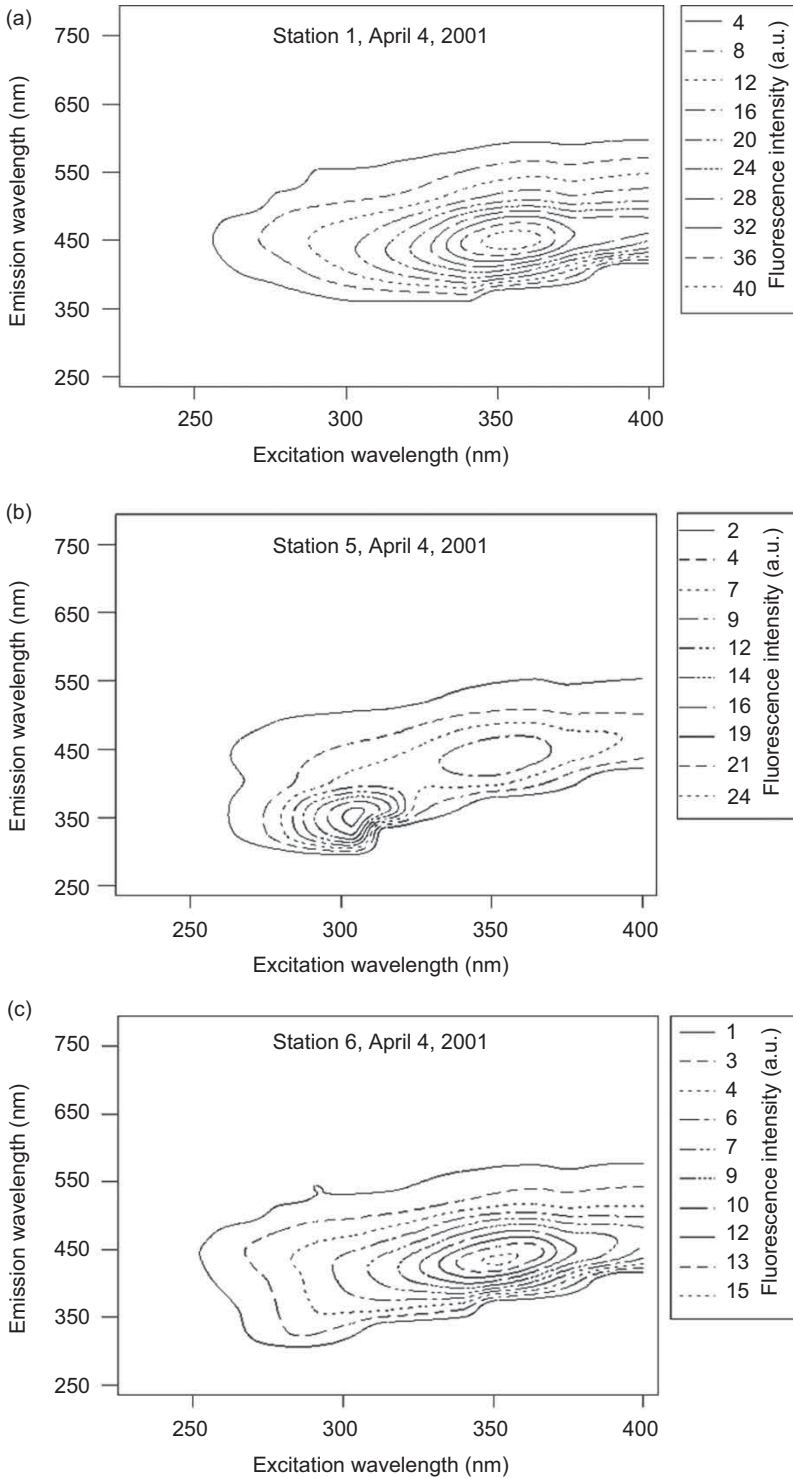 (a)
Station 1, April 4, 2001
750
650
550
450
350
250
Emission wavelength (nm)
250 300 350 400
Excitation wavelength (nm)
4
8
12
16
20
24
28
32
36
40
Fluorescence intensity (a.u.)
(b)
Station 5, April 4, 2001
750
650
550
450
350
250
Emission wavelength (nm)
250 300 350 400
Excitation wavelength (nm)
2
4
7
9
12
14
16
19
21
24
Fluorescence intensity (a.u.)
(c)
Station 6, April 4, 2001
750
650
550
450
350
250
Emission wavelength (nm)
250 300 350 400
Excitation wavelength (nm)
1
3
4
6
7
9
10
12
13
15
Fluorescence intensity (a.u.)